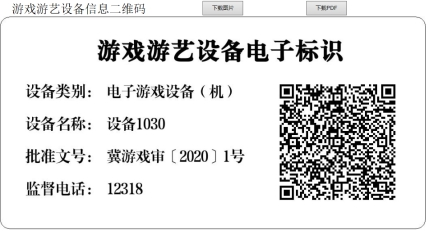 游戏游艺设备信息二维码 下载图片 下载PDF
游戏游艺设备电子标识
设备类别： 电子游戏设备（机）
设备名称： 设备1030
批准文号： 冀游戏审〔2020〕1号
监督电话： 12318